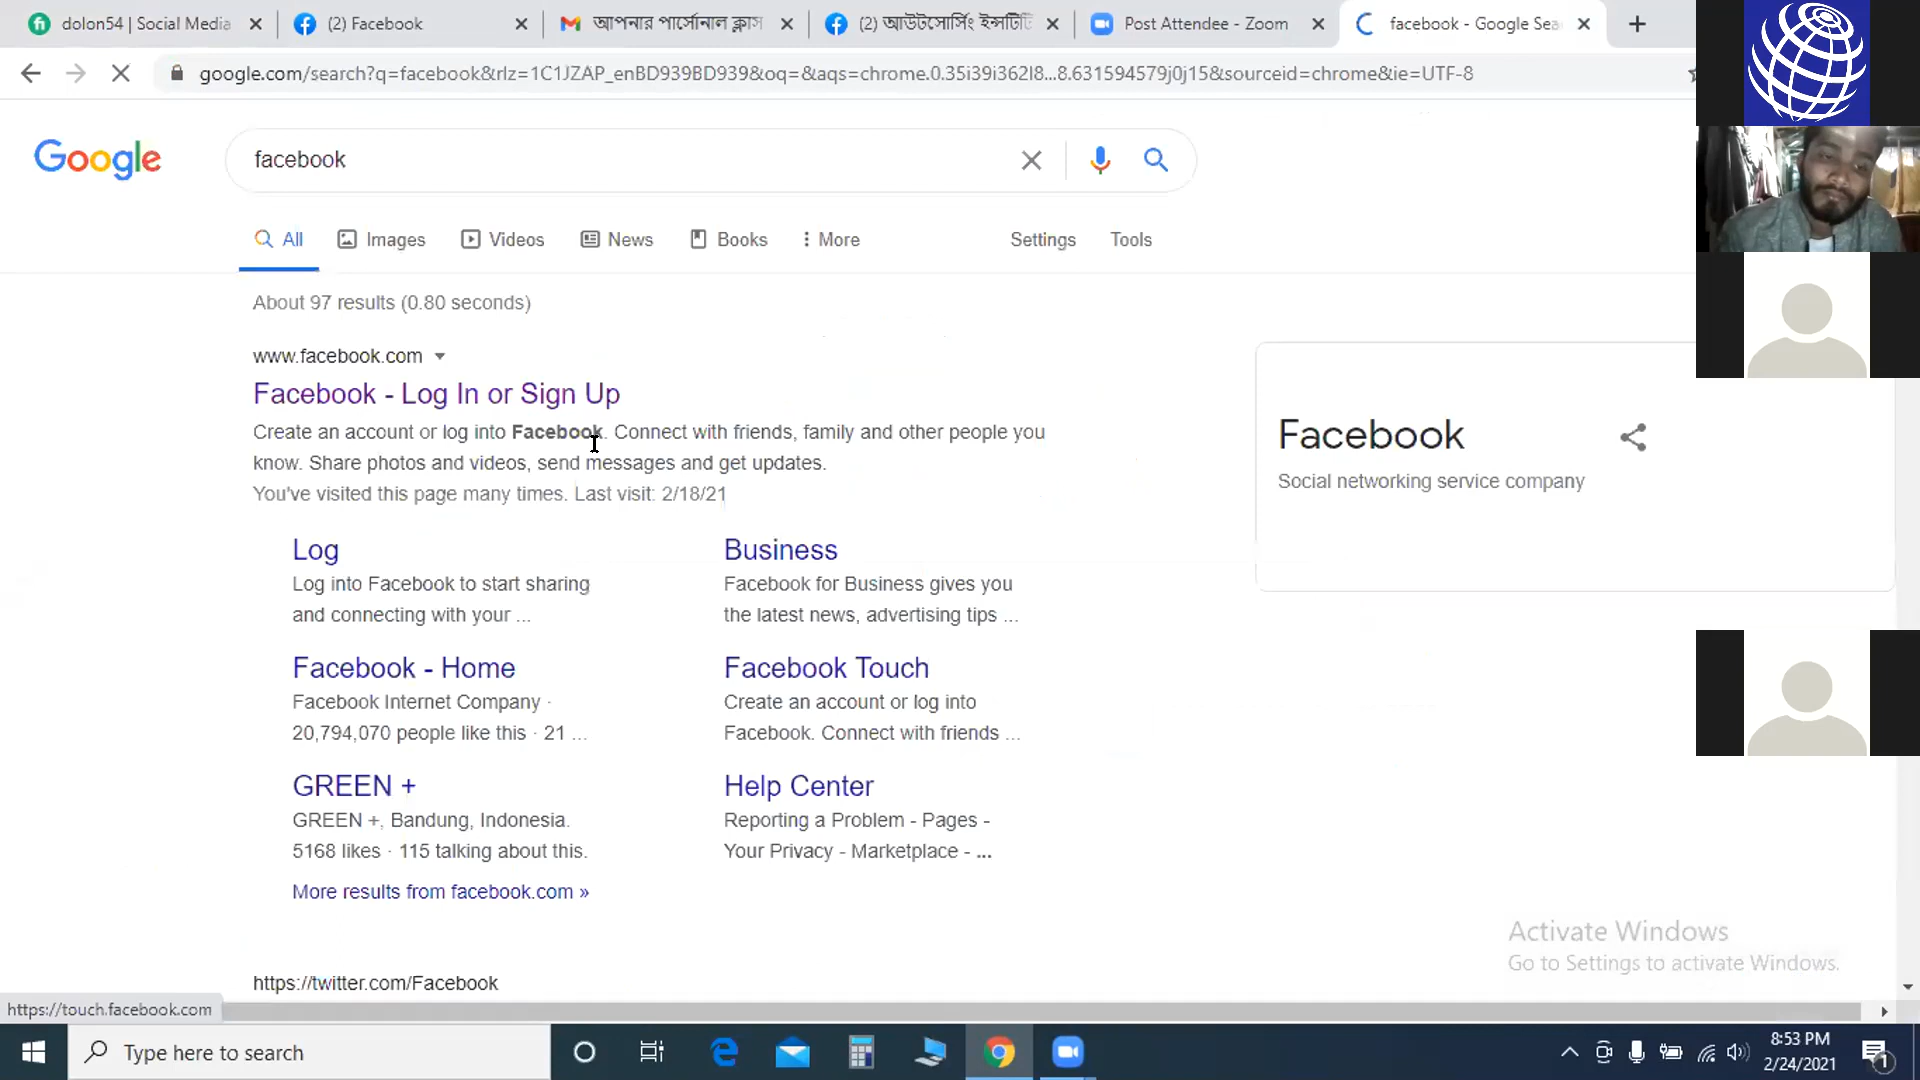 dolon54 | Social Media
(2) Facebook
আপনার পার্সোনাল ক্লাস
(2) আউটসোর্সিং ইন্সটিটি
Post Attendee - Zoom
facebook - Google Sea
google.com/search?q=facebook&rlz=1C1JZAP_enBD939BD939&oq=&aqs=chrome.0.35i39i362l8...8.631594579j0j15&sourceid=chrome&ie=UTF-8
Google
facebook
All
Images
Videos
News
Books
More
Settings
Tools
About 97 results (0.80 seconds)
www.facebook.com
Facebook - Log In or Sign Up
Create an account or log into Facebook. Connect with friends, family and other people you
know. Share photos and videos, send messages and get updates.
You've visited this page many times. Last visit: 2/18/21
Log
Log into Facebook to start sharing
and connecting with your ...
Business
Facebook for Business gives you
the latest news, advertising tips ...
Facebook - Home
Facebook Internet Company ·
20,794,070 people like this · 21 ...
Facebook Touch
Create an account or log into
Facebook. Connect with friends ...
GREEN +
GREEN +, Bandung, Indonesia.
5168 likes · 115 talking about this.
Help Center
Reporting a Problem - Pages -
Your Privacy - Marketplace - ...
More results from facebook.com »
https://twitter.com/Facebook
Facebook
Social networking service company
Activate Windows
Go to Settings to activate Windows.
https://touch.facebook.com
Type here to search
8:53 PM
2/24/2021
1